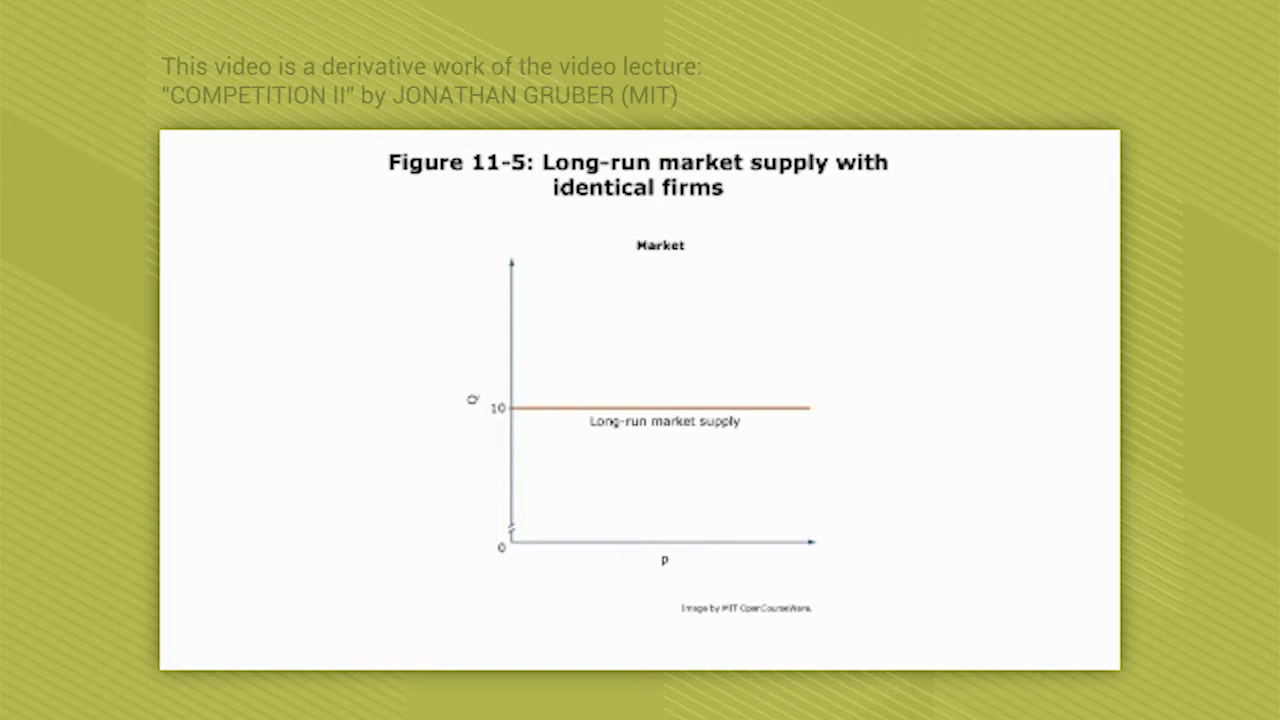 This video is a derivative work of the video lecture:
"COMPETITION II" by JONATHAN GRUBER (MIT)
Figure 11-5: Long-run market supply with
identical firms
Market
Q
10
Long-run market supply
0
p
Image by MIT OpenCourseWare.